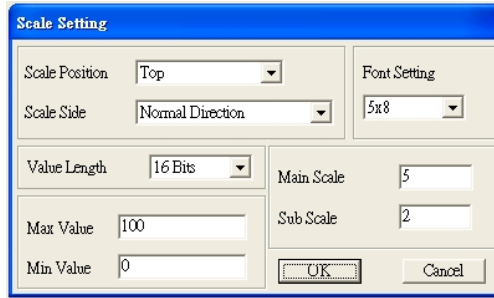 Scale Setting
Scale Position Top
Font Setting
Scale Side Normal Direction
5x8
Value Length 16 Bits
Main Scale 5
Sub Scale 2
Max Value 100
Min Value 0
OK Cancel